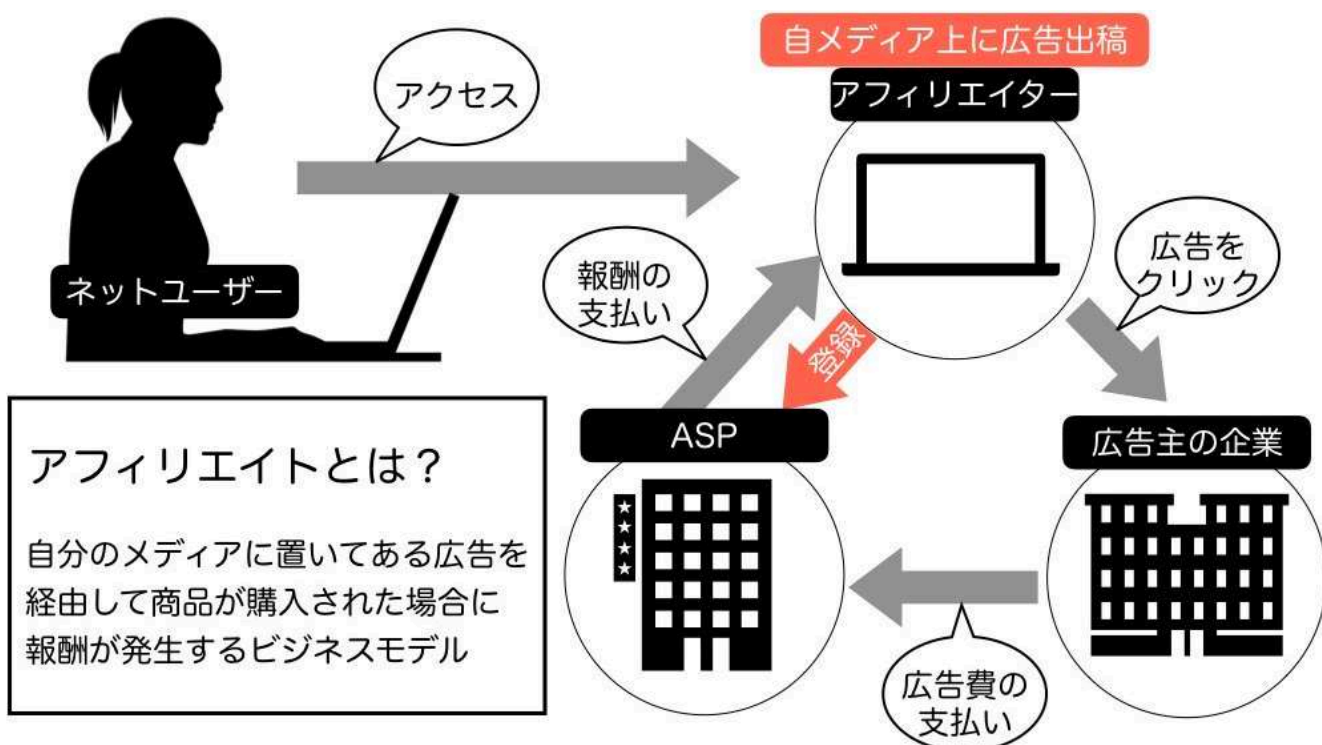 自メディア上に広告出稿
アフィリエイター
アクセス
広告を
クリック
報酬の
支払い
ネットユーザー
登録
ASP
広告主の企業
アフィリエイトとは？
自分のメディアに置いてある広告を
経由して商品が購入された場合に
報酬が発生するビジネスモデル
広告費の
支払い